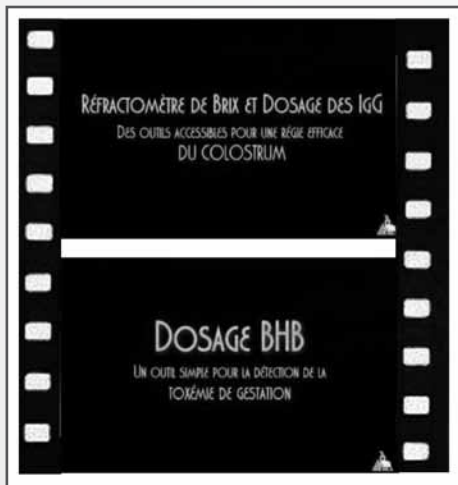 RÉFRACTOMÈTRE DE BRIX ET DOSAGE DES IGG
DES OUTILS ACCESSIBLES POUR UNE RÉGIE EFFICACE
DU COLOSTRUM
DOSAGE BHB
UN OUTIL SIMPLE POUR LA DÉTECTION DE LA
TOXÉMIE DE GESTATION